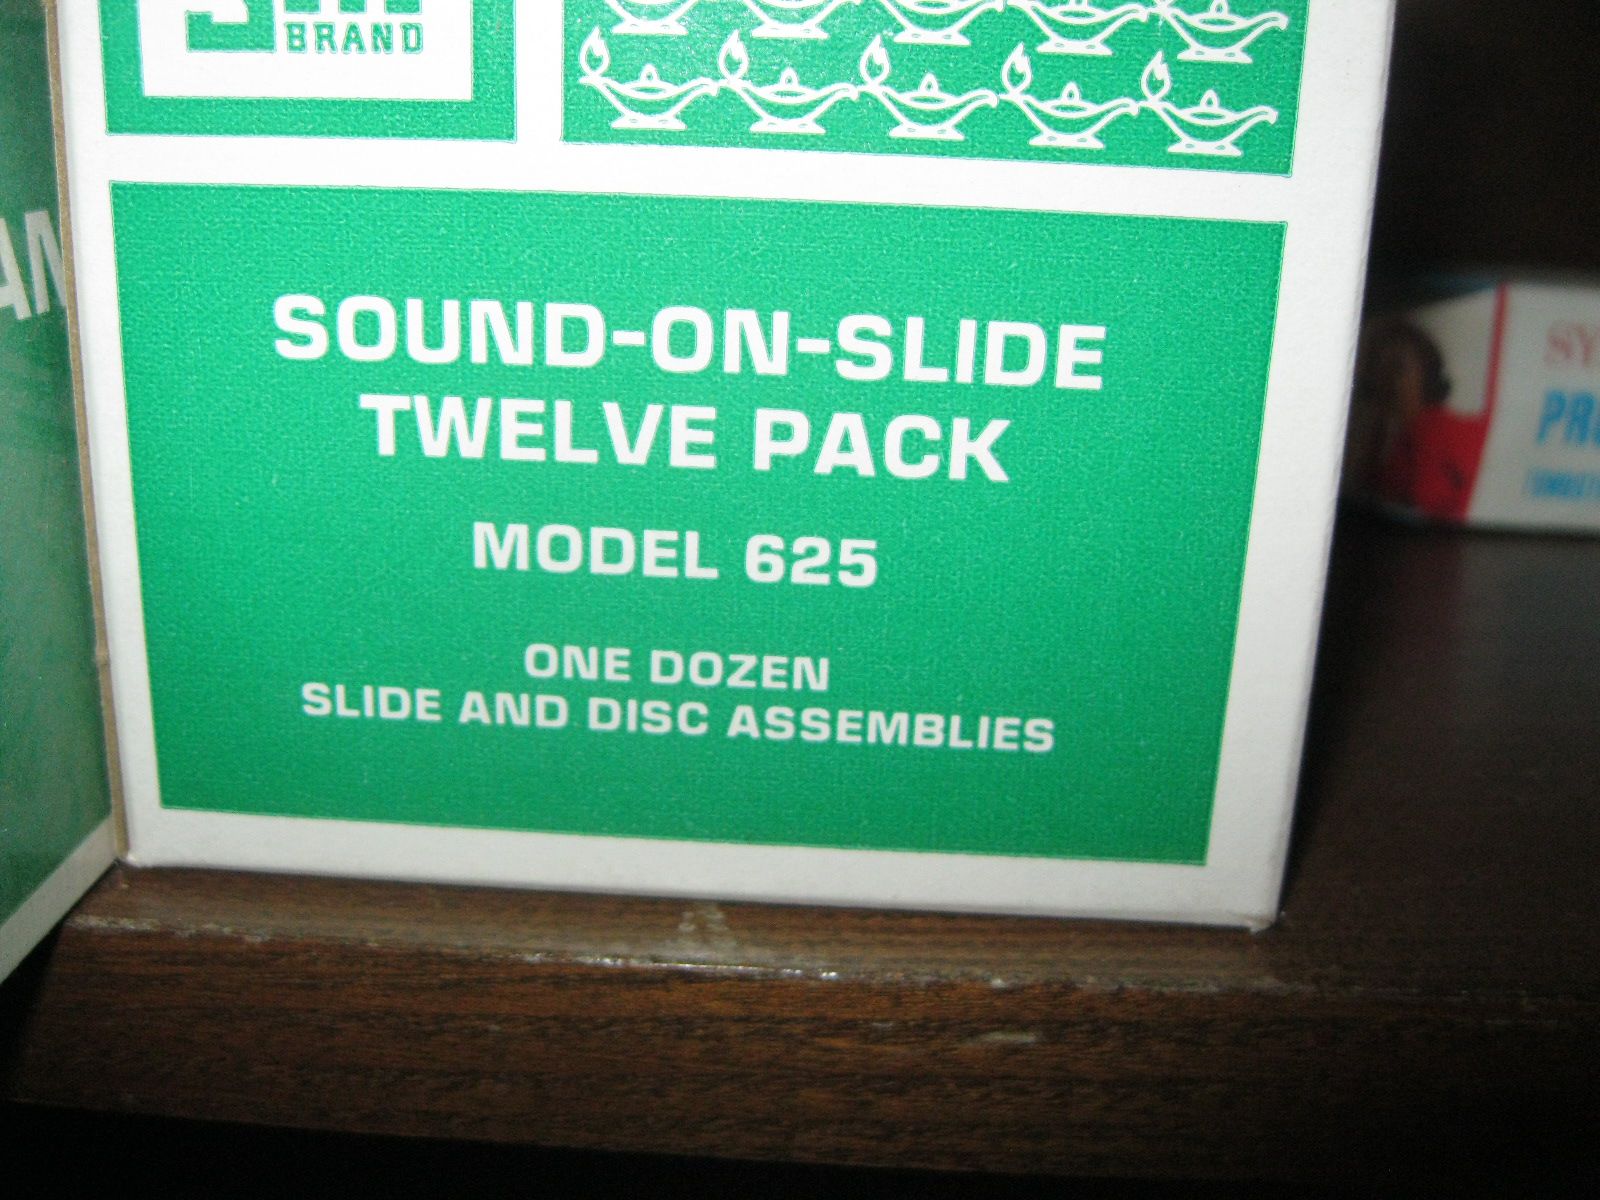 BRAND
SOUND-ON-SLIDE
TWELVE PACK
MODEL 625
ONE DOZEN
SLIDE AND DISC ASSEMBLIES